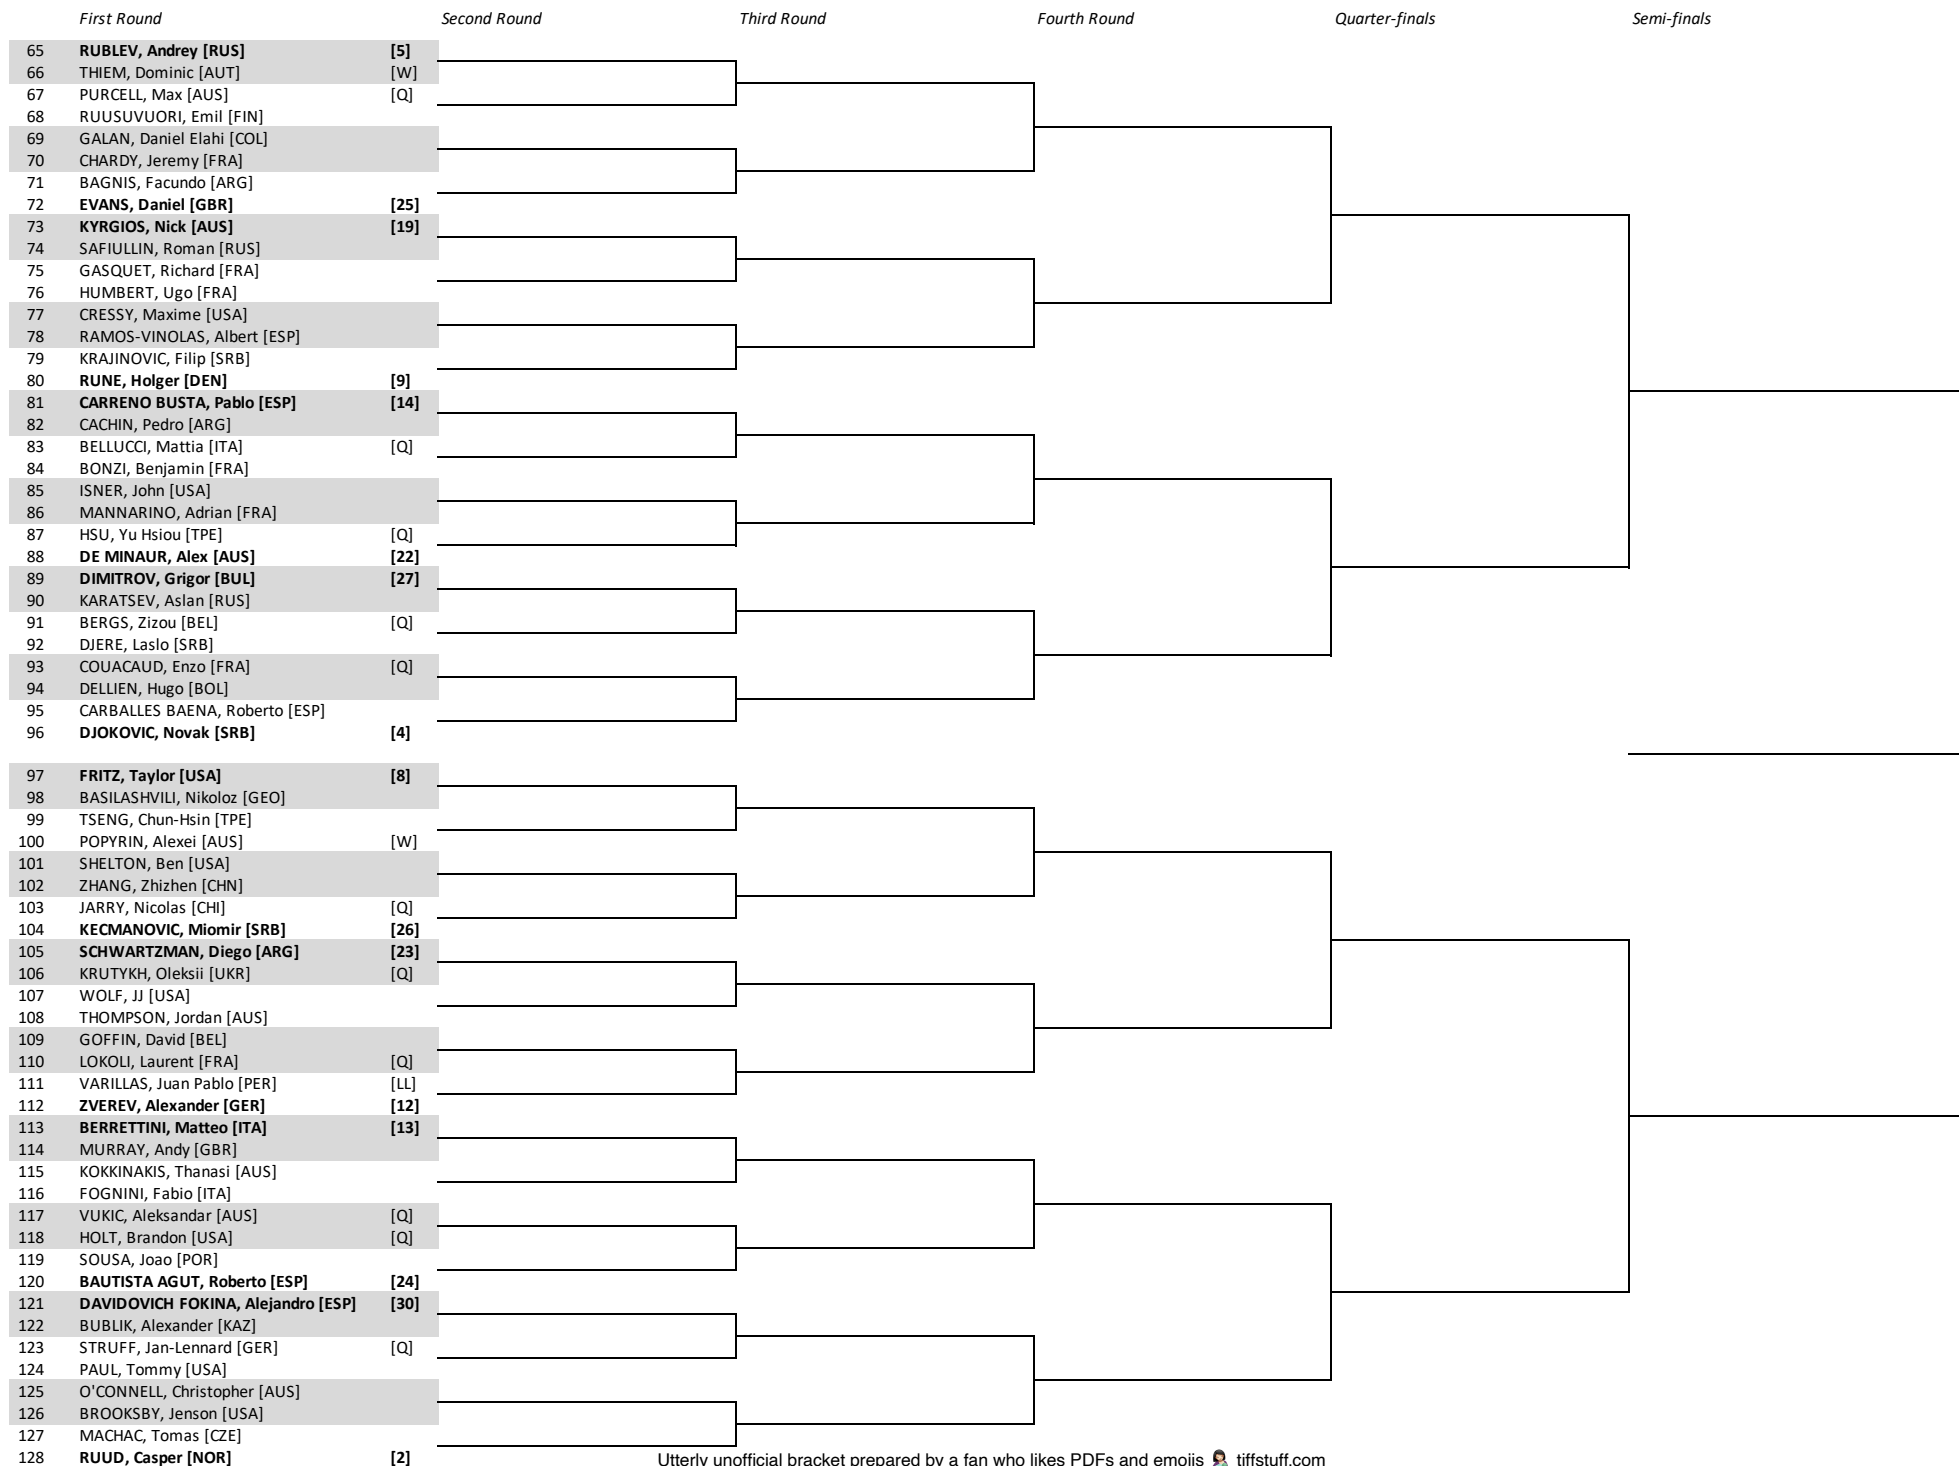 First Round Second Round Third Round Fourth Round Quarter-finals Semi-finals
65 RUBLEV, Andrey [RUS] [5]
66 THIEM, Dominic [AUT] [W]
67 PURCELL, Max [AUS] [Q]
68 RUUSUVUORI, Emil [FIN]
69 GALAN, Daniel Elahi [COL]
70 CHARDY, Jeremy [FRA]
71 BAGNIS, Facundo [ARG]
72 EVANS, Daniel [GBR] [25]
73 KYRGIOS, Nick [AUS] [19]
74 SAFIULLIN, Roman [RUS]
75 GASQUET, Richard [FRA]
76 HUMBERT, Ugo [FRA]
77 CRESSY, Maxime [USA]
78 RAMOS-VINOLAS, Albert [ESP]
79 KRAJINOVIC, Filip [SRB]
80 RUNE, Holger [DEN] [9]
81 CARRENO BUSTA, Pablo [ESP] [14]
82 CACHIN, Pedro [ARG]
83 BELLUCCI, Mattia [ITA] [Q]
84 BONZI, Benjamin [FRA]
85 ISNER, John [USA]
86 MANNARINO, Adrian [FRA]
87 HSU, Yu Hsiou [TPE] [Q]
88 DE MINAUR, Alex [AUS] [22]
89 DIMITROV, Grigor [BUL] [27]
90 KARATSEV, Aslan [RUS]
91 BERGS, Zizou [BEL] [Q]
92 DJERE, Laslo [SRB]
93 COUACAUD, Enzo [FRA] [Q]
94 DELLIEN, Hugo [BOL]
95 CARBALLES BAENA, Roberto [ESP]
96 DJOKOVIC, Novak [SRB] [4]
97 FRITZ, Taylor [USA] [8]
98 BASILASHVILI, Nikoloz [GEO]
99 TSENG, Chun-Hsin [TPE]
100 POPYRIN, Alexei [AUS] [W]
101 SHELTON, Ben [USA]
102 ZHANG, Zhizhen [CHN]
103 JARRY, Nicolas [CHI] [Q]
104 KECMANOVIC, Miomir [SRB] [26]
105 SCHWARTZMAN, Diego [ARG] [23]
106 KRUTYKH, Oleksii [UKR] [Q]
107 WOLF, JJ [USA]
108 THOMPSON, Jordan [AUS]
109 GOFFIN, David [BEL]
110 LOKOLI, Laurent [FRA] [Q]
111 VARILLAS, Juan Pablo [PER] [LL]
112 ZVEREV, Alexander [GER] [12]
113 BERRETTINI, Matteo [ITA] [13]
114 MURRAY, Andy [GBR]
115 KOKKINAKIS, Thanasi [AUS]
116 FOGNINI, Fabio [ITA]
117 VUKIC, Aleksandar [AUS] [Q]
118 HOLT, Brandon [USA] [Q]
119 SOUSA, Joao [POR]
120 BAUTISTA AGUT, Roberto [ESP] [24]
121 DAVIDOVICH FOKINA, Alejandro [ESP] [30]
122 BUBLIK, Alexander [KAZ]
123 STRUFF, Jan-Lennard [GER] [Q]
124 PAUL, Tommy [USA]
125 O'CONNELL, Christopher [AUS]
126 BROOKSBY, Jenson [USA]
127 MACHAC, Tomas [CZE]
128 RUUD, Casper [NOR] [2]
Utterly unofficial bracket prepared by a fan who likes PDFs and emojis tiffstuff.com